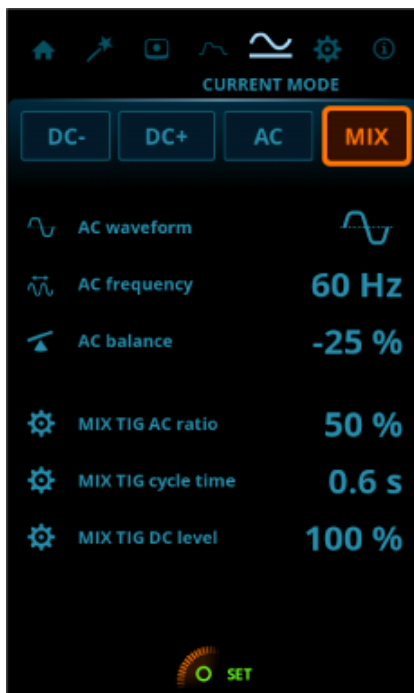 CURRENT MODE
DC- DC+ AC MIX
AC waveform
AC frequency 60 Hz
AC balance -25 %
MIX TIG AC ratio 50 %
MIX TIG cycle time 0.6 s
MIX TIG DC level 100 %
SET